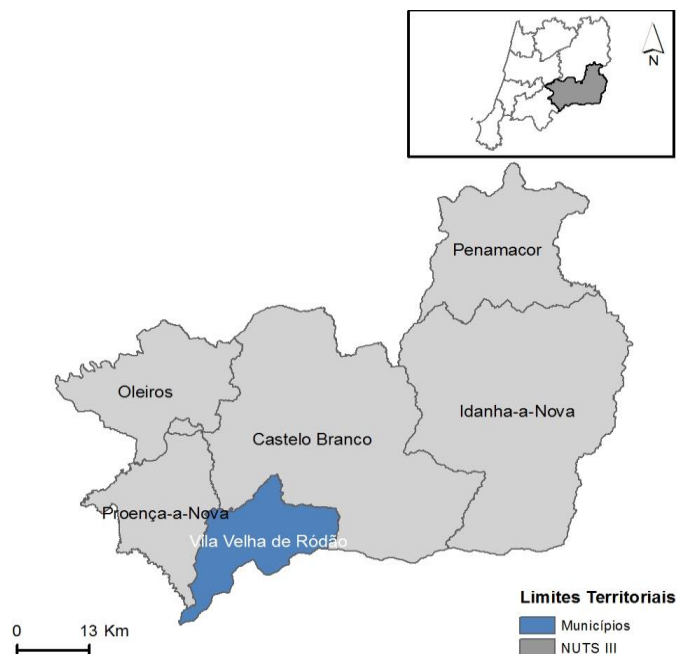 N
Penamacor
Oleiros
Idanha-a-Nova
Castelo Branco
Proença-a-Nova
Vila Velha de Ródão
Limites Territoriais
0 13 Km
Municípios
NUTS III